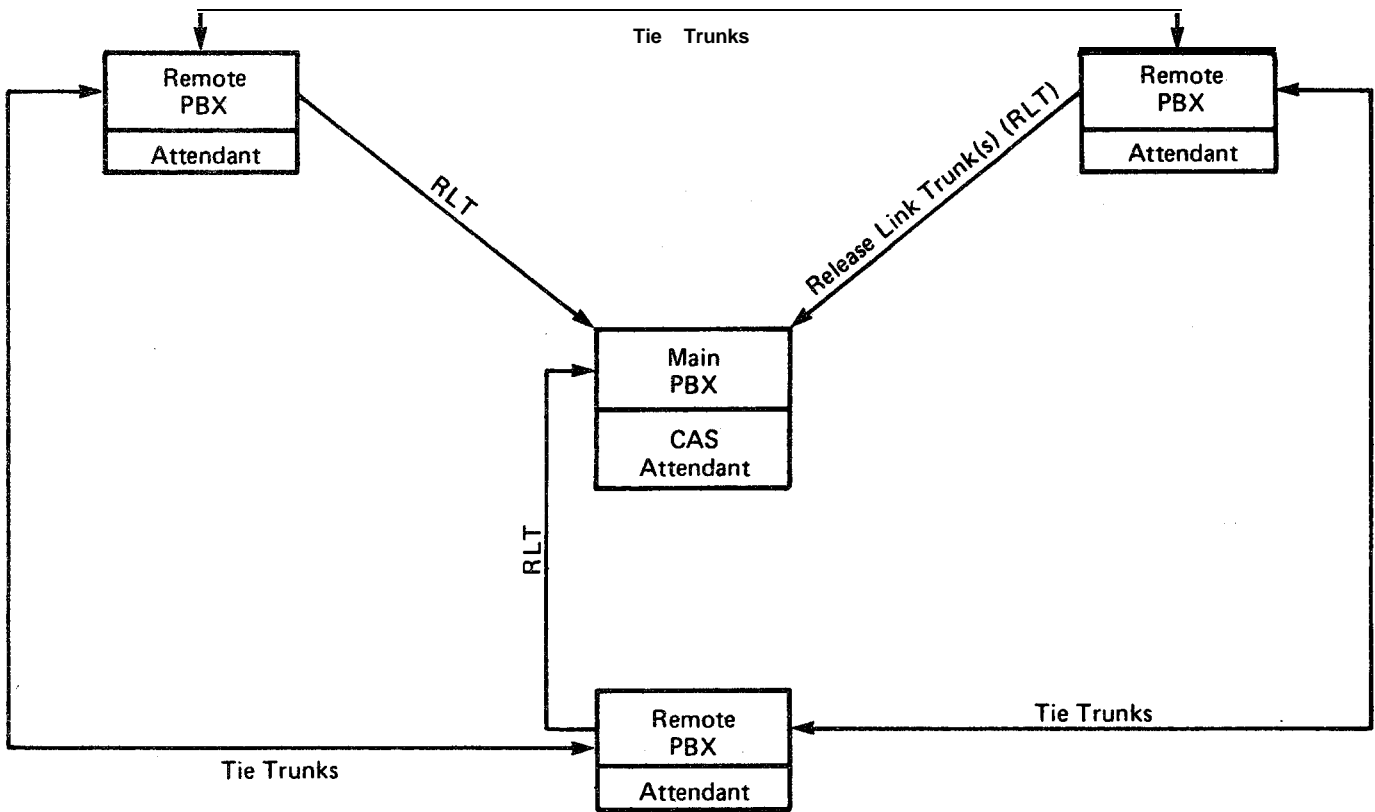 Tie Trunks
Remote
PBX
Attendant
Remote
PBX
Attendant
RLT
Release Link Trunk(s) (RLT)
Main
PBX
CAS
Attendant
RLT
Remote
PBX
Attendant
Tie Trunks
Tie Trunks